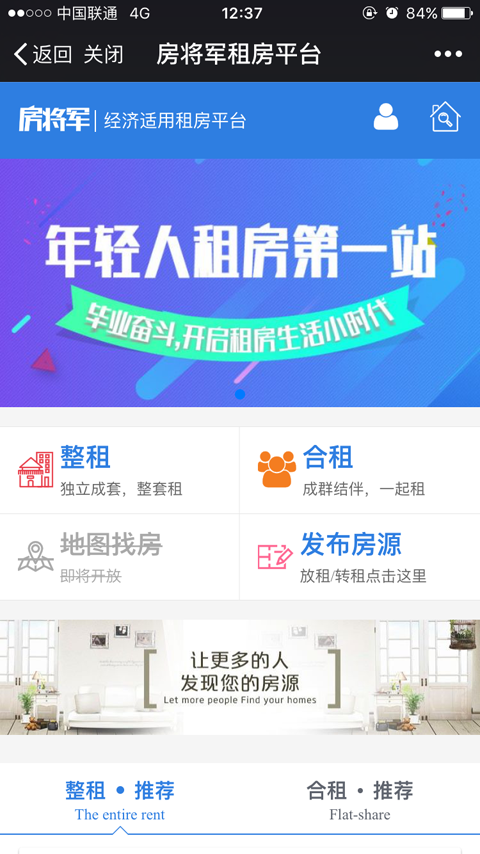 中国联通 4G 12:37 84%
返回 关闭 房将军租房平台
房将军 | 经济适用租房平台
年轻人租房第一站
毕业奋斗,开启租房生活小时代
整租
独立成套，整套租
合租
成群结伴，一起租
地图找房
即将开放
发布房源
放租/转租点击这里
让更多的人
发现您的房源
Let more people Find your homes
整租 • 推荐
The entire rent
合租 • 推荐
Flat-share